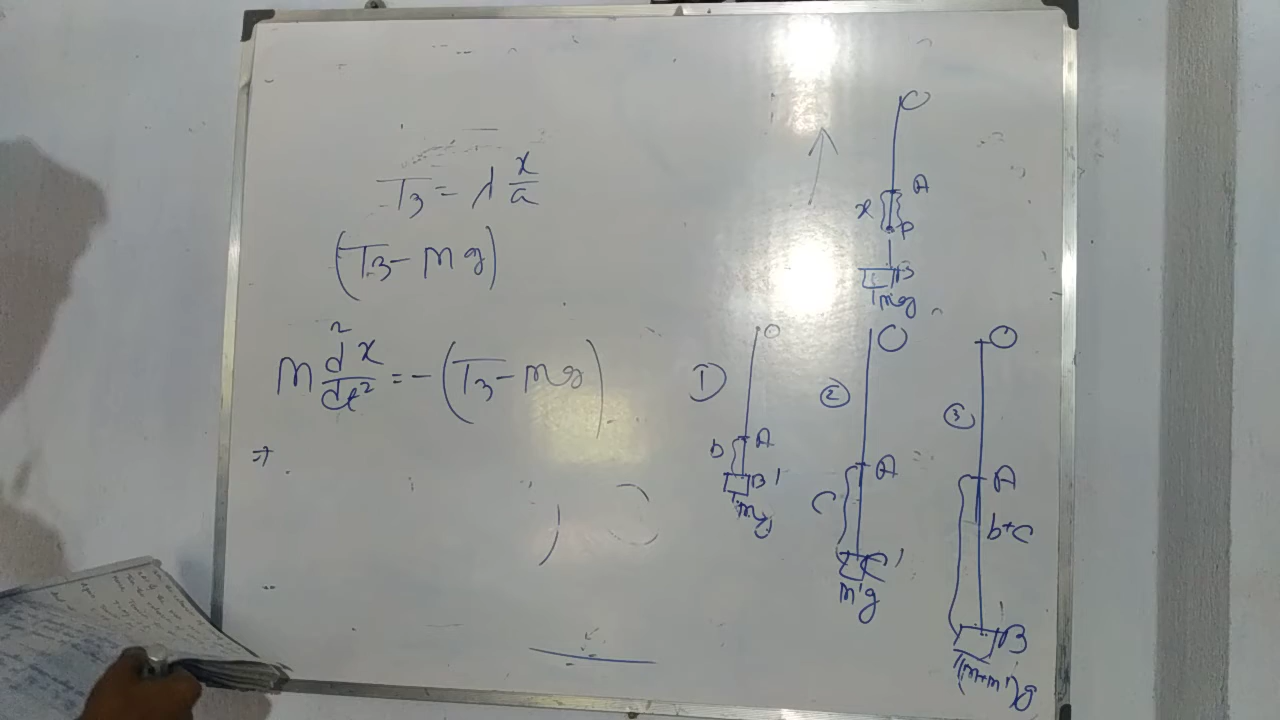 T₃ = λ x/a
(T₃ - mg)
m d²x/dt² = -(T₃ - mg)
⇒
O
A
x
P
B
mg
①
O
b
A
B'
mg
②
O
A
C
C'
m'g
③
O
A
b+c
B
(m+m')g